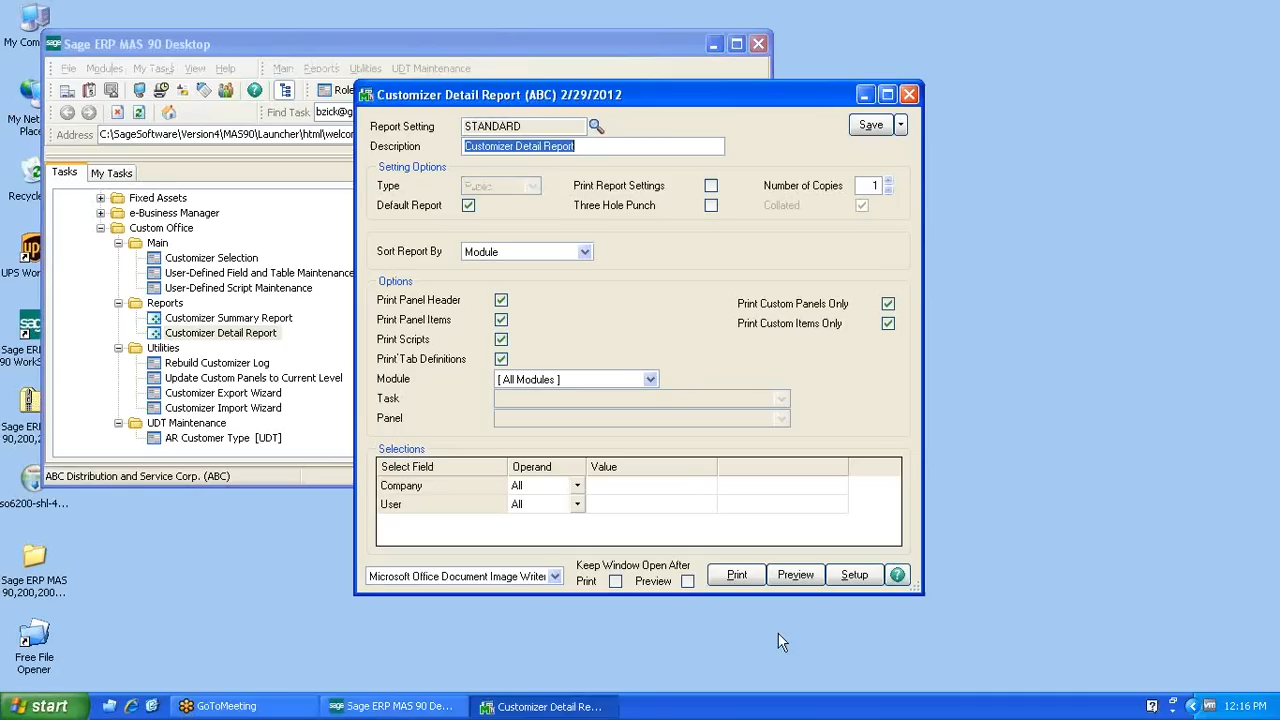 My Com
Sage ERP MAS 90 Desktop
File Modules My Tasks View Help Main Reports Utilities UDT Maintenance
Role
My Net
Place
Find Task bzick@g
Address C:\SageSoftware\Version4\MAS90\Launcher\html\welcom
Tasks My Tasks
Recycle
Fixed Assets
e-Business Manager
Custom Office
Main
Customizer Selection
User-Defined Field and Table Maintenance
User-Defined Script Maintenance
Reports
Customizer Summary Report
Customizer Detail Report
Utilities
Rebuild Customizer Log
Update Custom Panels to Current Level
Customizer Export Wizard
Customizer Import Wizard
UDT Maintenance
AR Customer Type [UDT]
ABC Distribution and Service Corp. (ABC)
UPS Wor
Sage ER
90 WorkS
Sage ER
90,200,2
so6200-shl-4...
Sage ERP MAS
90,200,200...
Free File
Opener
Customizer Detail Report (ABC) 2/29/2012
Report Setting STANDARD
Save
Description Customizer Detail Report
Setting Options
Type Public Print Report Settings Number of Copies 1
Default Report Three Hole Punch Collated
Sort Report By Module
Options
Print Panel Header Print Custom Panels Only
Print Panel Items Print Custom Items Only
Print Scripts
Print Tab Definitions
Module [ All Modules ]
Task
Panel
Selections
Select Field Operand Value
Company All
User All
Microsoft Office Document Image Writer
Keep Window Open After
Print Preview
Print Preview Setup
start GoToMeeting Sage ERP MAS 90 De... Customizer Detail Re... 12:16 PM